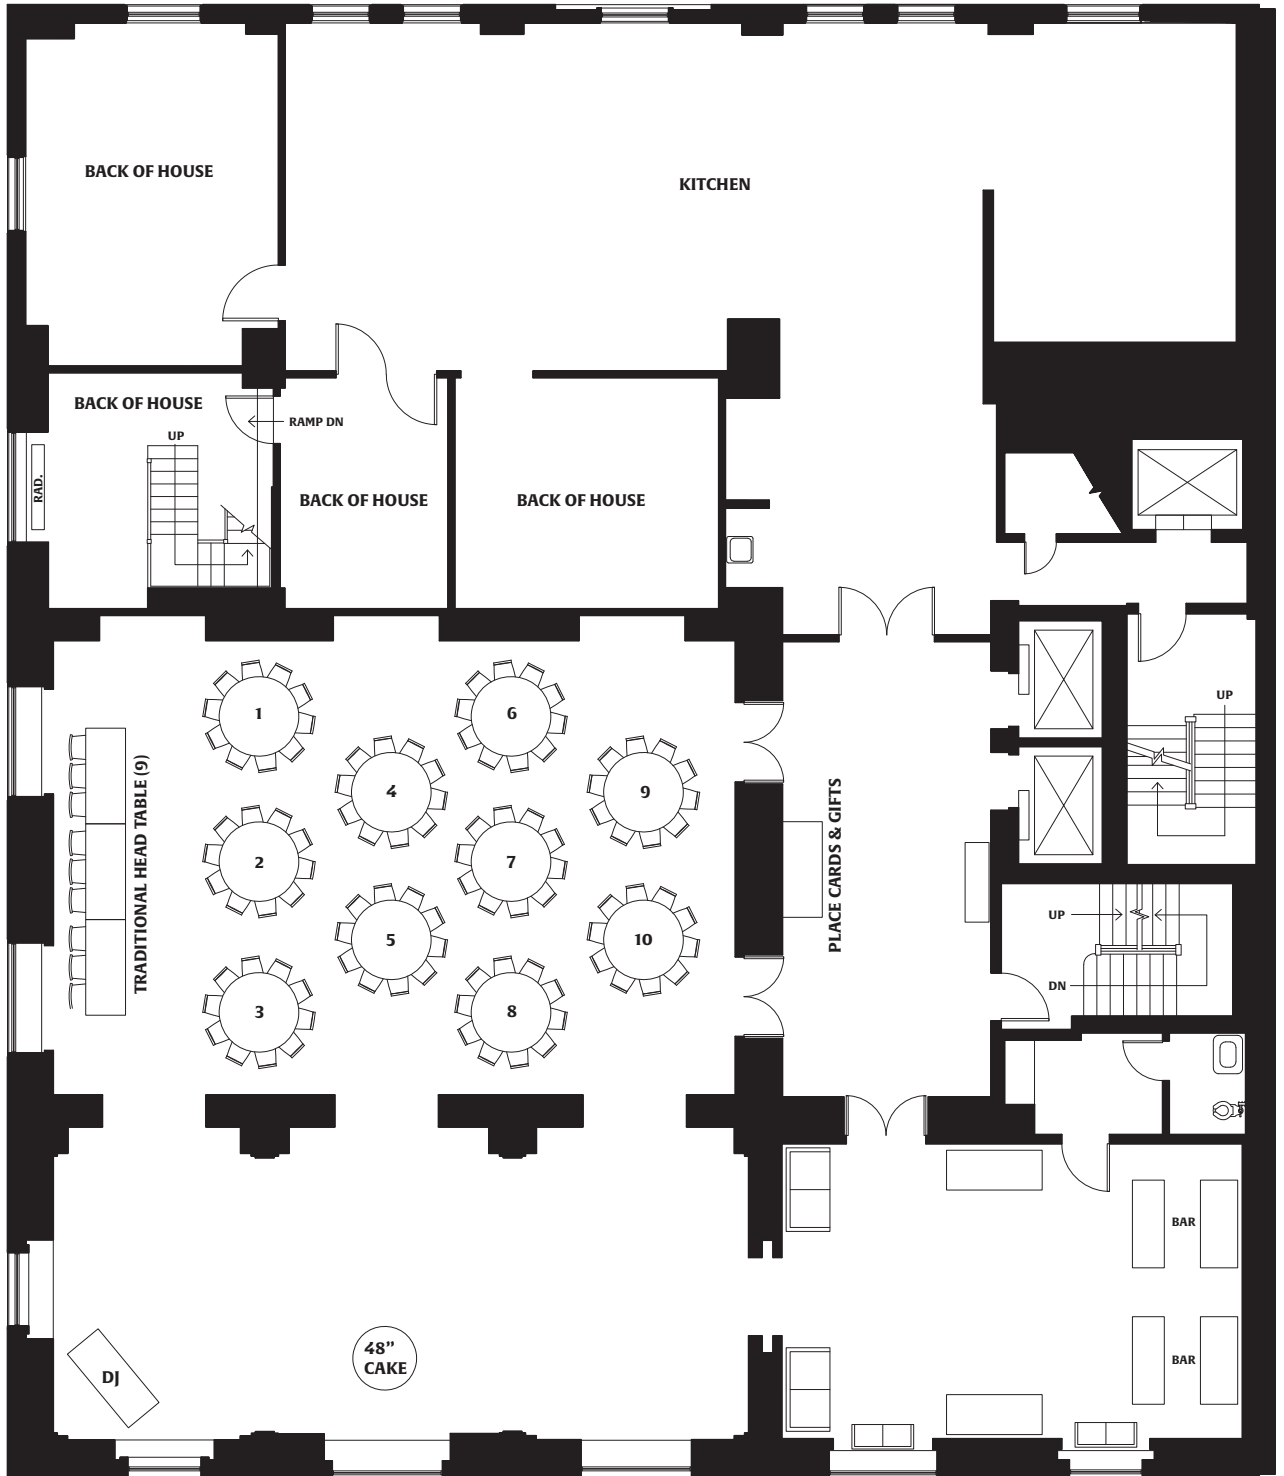 BACK OF HOUSE
KITCHEN
BACK OF HOUSE
RAMP DN
UP
RAD.
BACK OF HOUSE
BACK OF HOUSE
UP
1
6
4
9
TRADITIONAL HEAD TABLE (9)
PLACE CARDS & GIFTS
2
7
5
10
UP
DN
3
8
BAR
48”
CAKE
DJ
BAR